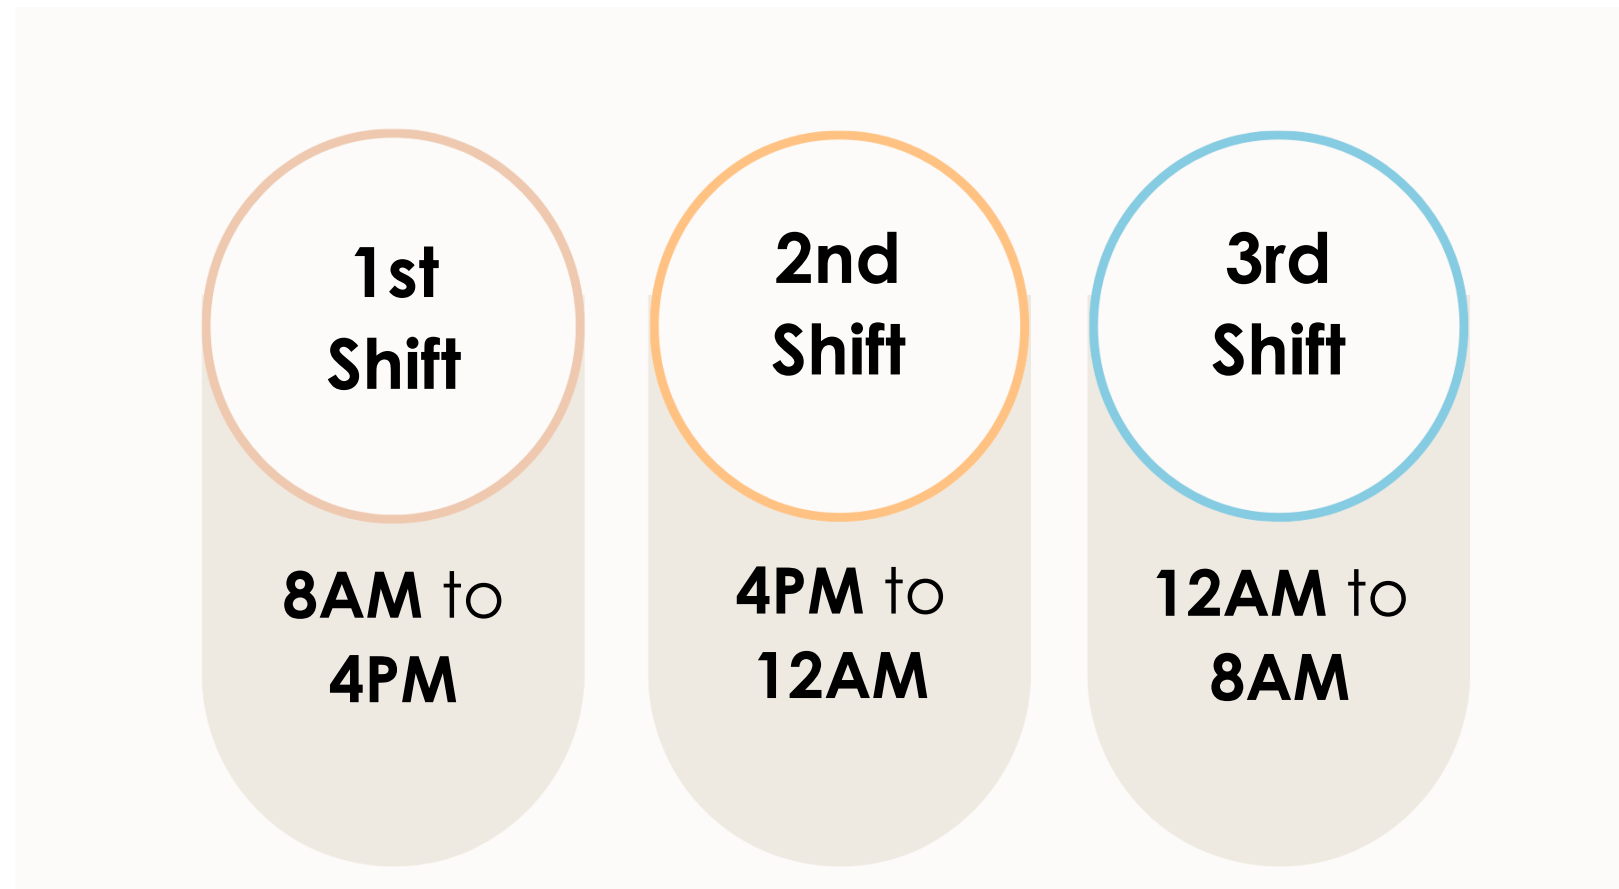 1st
Shift
8AM to
4PM
2nd
Shift
4PM to
12AM
3rd
Shift
12AM to
8AM